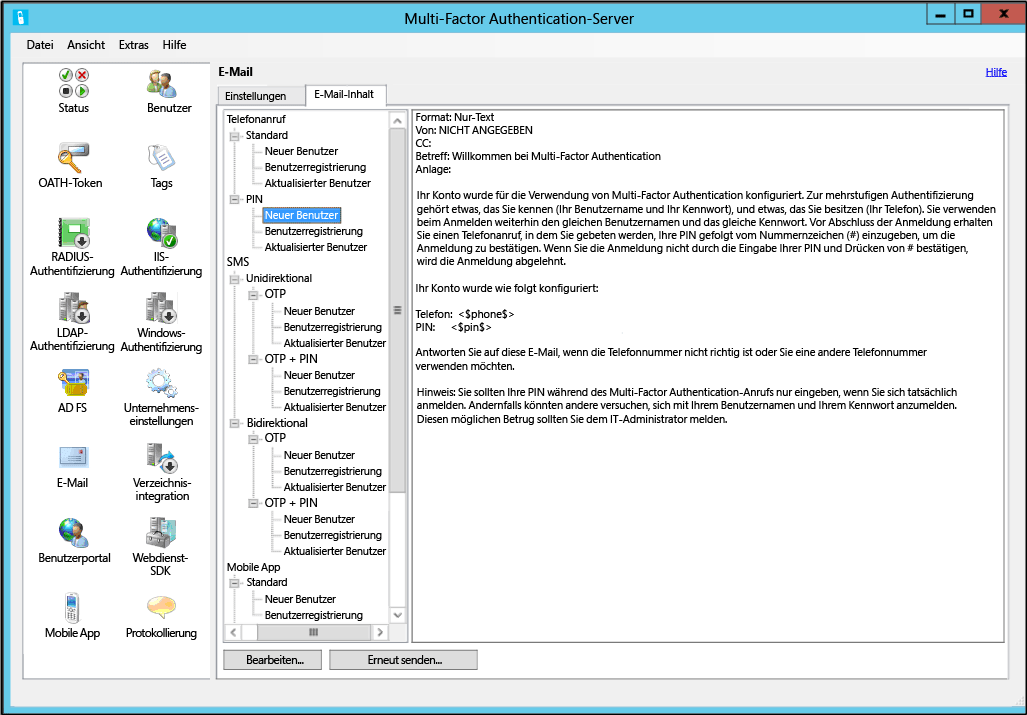 Multi-Factor Authentication-Server
Datei Ansicht Extras Hilfe
Status
Benutzer
OATH-Token
Tags
RADIUS-
Authentifizierung
IIS-
Authentifizierung
LDAP-
Authentifizierung
Windows-
Authentifizierung
AD FS
Unternehmens-
einstellungen
E-Mail
Verzeichnis-
integration
Benutzerportal
Webdienst-
SDK
Mobile App
Protokollierung
E-Mail
Hilfe
Einstellungen
E-Mail-Inhalt
Telefonanruf
Standard
Neuer Benutzer
Benutzerregistrierung
Aktualisierter Benutzer
PIN
Neuer Benutzer
Benutzerregistrierung
Aktualisierter Benutzer
SMS
Unidirektional
OTP
Neuer Benutzer
Benutzerregistrierung
Aktualisierter Benutzer
OTP + PIN
Neuer Benutzer
Benutzerregistrierung
Aktualisierter Benutzer
Bidirektional
OTP
Neuer Benutzer
Benutzerregistrierung
Aktualisierter Benutzer
OTP + PIN
Neuer Benutzer
Benutzerregistrierung
Aktualisierter Benutzer
Mobile App
Standard
Neuer Benutzer
Benutzerregistrierung
Format: Nur-Text
Von: NICHT ANGEGEBEN
CC:
Betreff: Willkommen bei Multi-Factor Authentication
Anlage:
Ihr Konto wurde für die Verwendung von Multi-Factor Authentication konfiguriert. Zur mehrstufigen Authentifizierung
gehört etwas, das Sie kennen (Ihr Benutzername und Ihr Kennwort), und etwas, das Sie besitzen (Ihr Telefon). Sie verwenden
beim Anmelden weiterhin den gleichen Benutzernamen und das gleiche Kennwort. Vor Abschluss der Anmeldung erhalten
Sie einen Telefonanruf, in dem Sie gebeten werden, Ihre PIN gefolgt vom Nummernzeichen (#) einzugeben, um die
Anmeldung zu bestätigen. Wenn Sie die Anmeldung nicht durch die Eingabe Ihrer PIN und Drücken von # bestätigen,
wird die Anmeldung abgelehnt.
Ihr Konto wurde wie folgt konfiguriert:
Telefon: <$phone$>
PIN: <$pin$>
Antworten Sie auf diese E-Mail, wenn die Telefonnummer nicht richtig ist oder Sie eine andere Telefonnummer
verwenden möchten.
Hinweis: Sie sollten Ihre PIN während des Multi-Factor Authentication-Anrufs nur eingeben, wenn Sie sich tatsächlich
anmelden. Andernfalls könnten andere versuchen, sich mit Ihrem Benutzernamen und Ihrem Kennwort anzumelden.
Diesen möglichen Betrug sollten Sie dem IT-Administrator melden.
Bearbeiten...
Erneut senden...